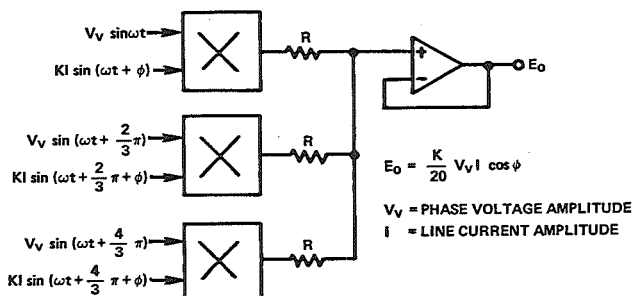 V_V sinωt
KI sin (ωt + φ)
R
+
−
E_o
V_V sin (ωt + 2/3 π)
KI sin (ωt + 2/3 π + φ)
R
E_o = K/20 V_V I cos φ
V_V = PHASE VOLTAGE AMPLITUDE
I = LINE CURRENT AMPLITUDE
V_V sin (ωt + 4/3 π)
KI sin (ωt + 4/3 π + φ)
R